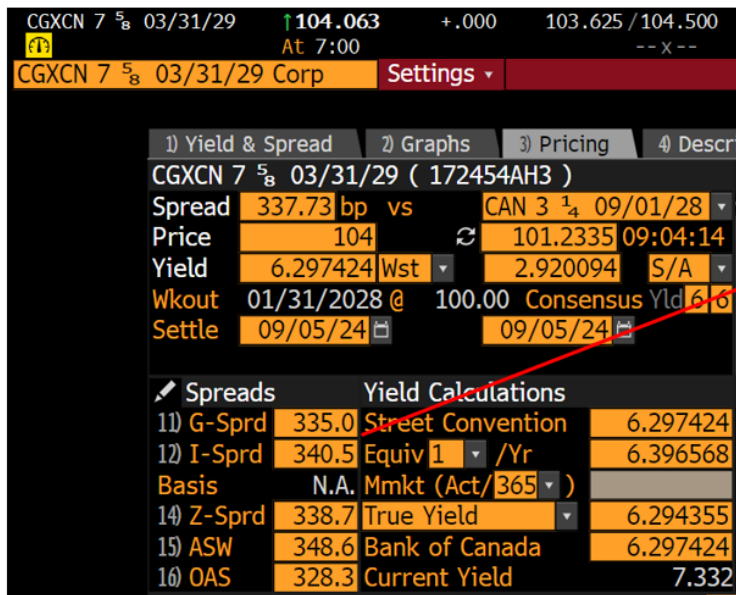 CGXCN 7 ⅝ 03/31/29 ↑104.063 +.000 103.625/104.500
At 7:00 --x--
CGXCN 7 ⅝ 03/31/29 Corp Settings
1) Yield & Spread 2) Graphs 3) Pricing 4) Descr
CGXCN 7 ⅝ 03/31/29 ( 172454AH3 )
Spread 337.73 bp vs CAN 3 ¼ 09/01/28
Price 104 101.2335 09:04:14
Yield 6.297424 Wst 2.920094 S/A
Wkout 01/31/2028 @ 100.00 Consensus Yld 6 6
Settle 09/05/24 09/05/24
Spreads Yield Calculations
11) G-Sprd 335.0 Street Convention 6.297424
12) I-Sprd 340.5 Equiv 1 /Yr 6.396568
Basis N.A. Mmkt (Act/365)
14) Z-Sprd 338.7 True Yield 6.294355
15) ASW 348.6 Bank of Canada 6.297424
16) OAS 328.3 Current Yield 7.332